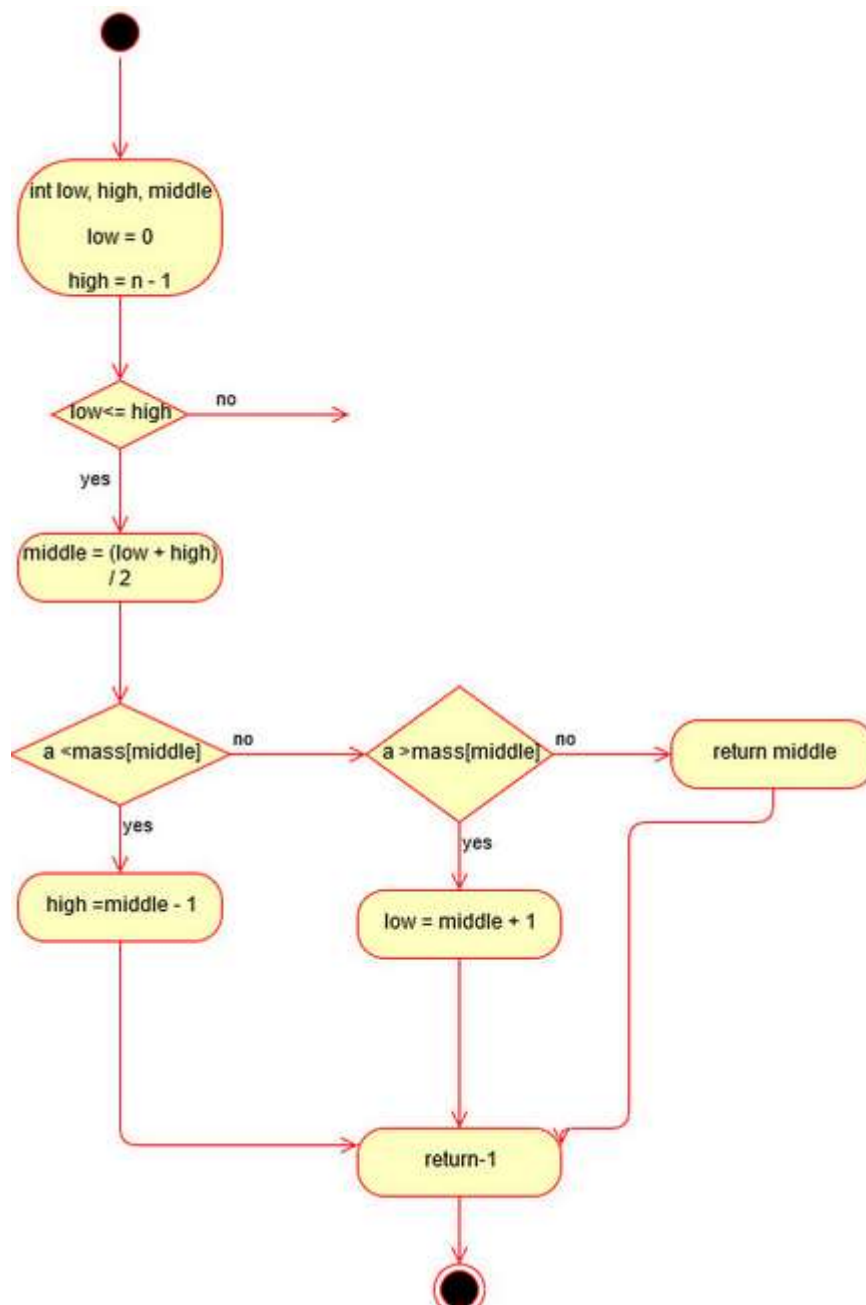 int low, high, middle
low = 0
high = n - 1
low<= high
no
yes
middle = (low + high)
/ 2
a <mass[middle]
no
a >mass[middle]
no
return middle
yes
yes
high =middle - 1
low = middle + 1
return-1